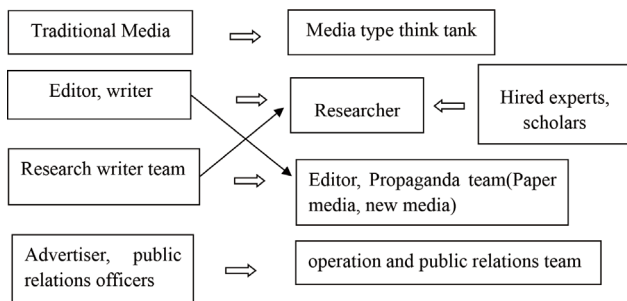 Traditional Media
Media type think tank
Editor, writer
Researcher
Hired experts,
scholars
Research writer team
Editor, Propaganda team(Paper
media, new media)
Advertiser, public
relations officers
operation and public relations team